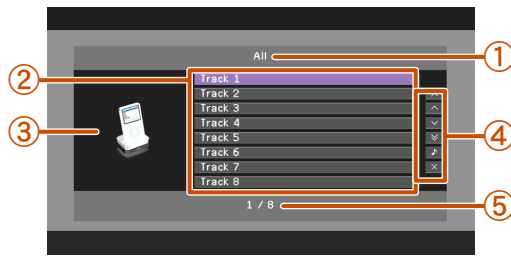 All
①
②
Track 1
Track 2
Track 3
③
Track 4
④
Track 5
Track 6
Track 7
Track 8
1 / 8
⑤